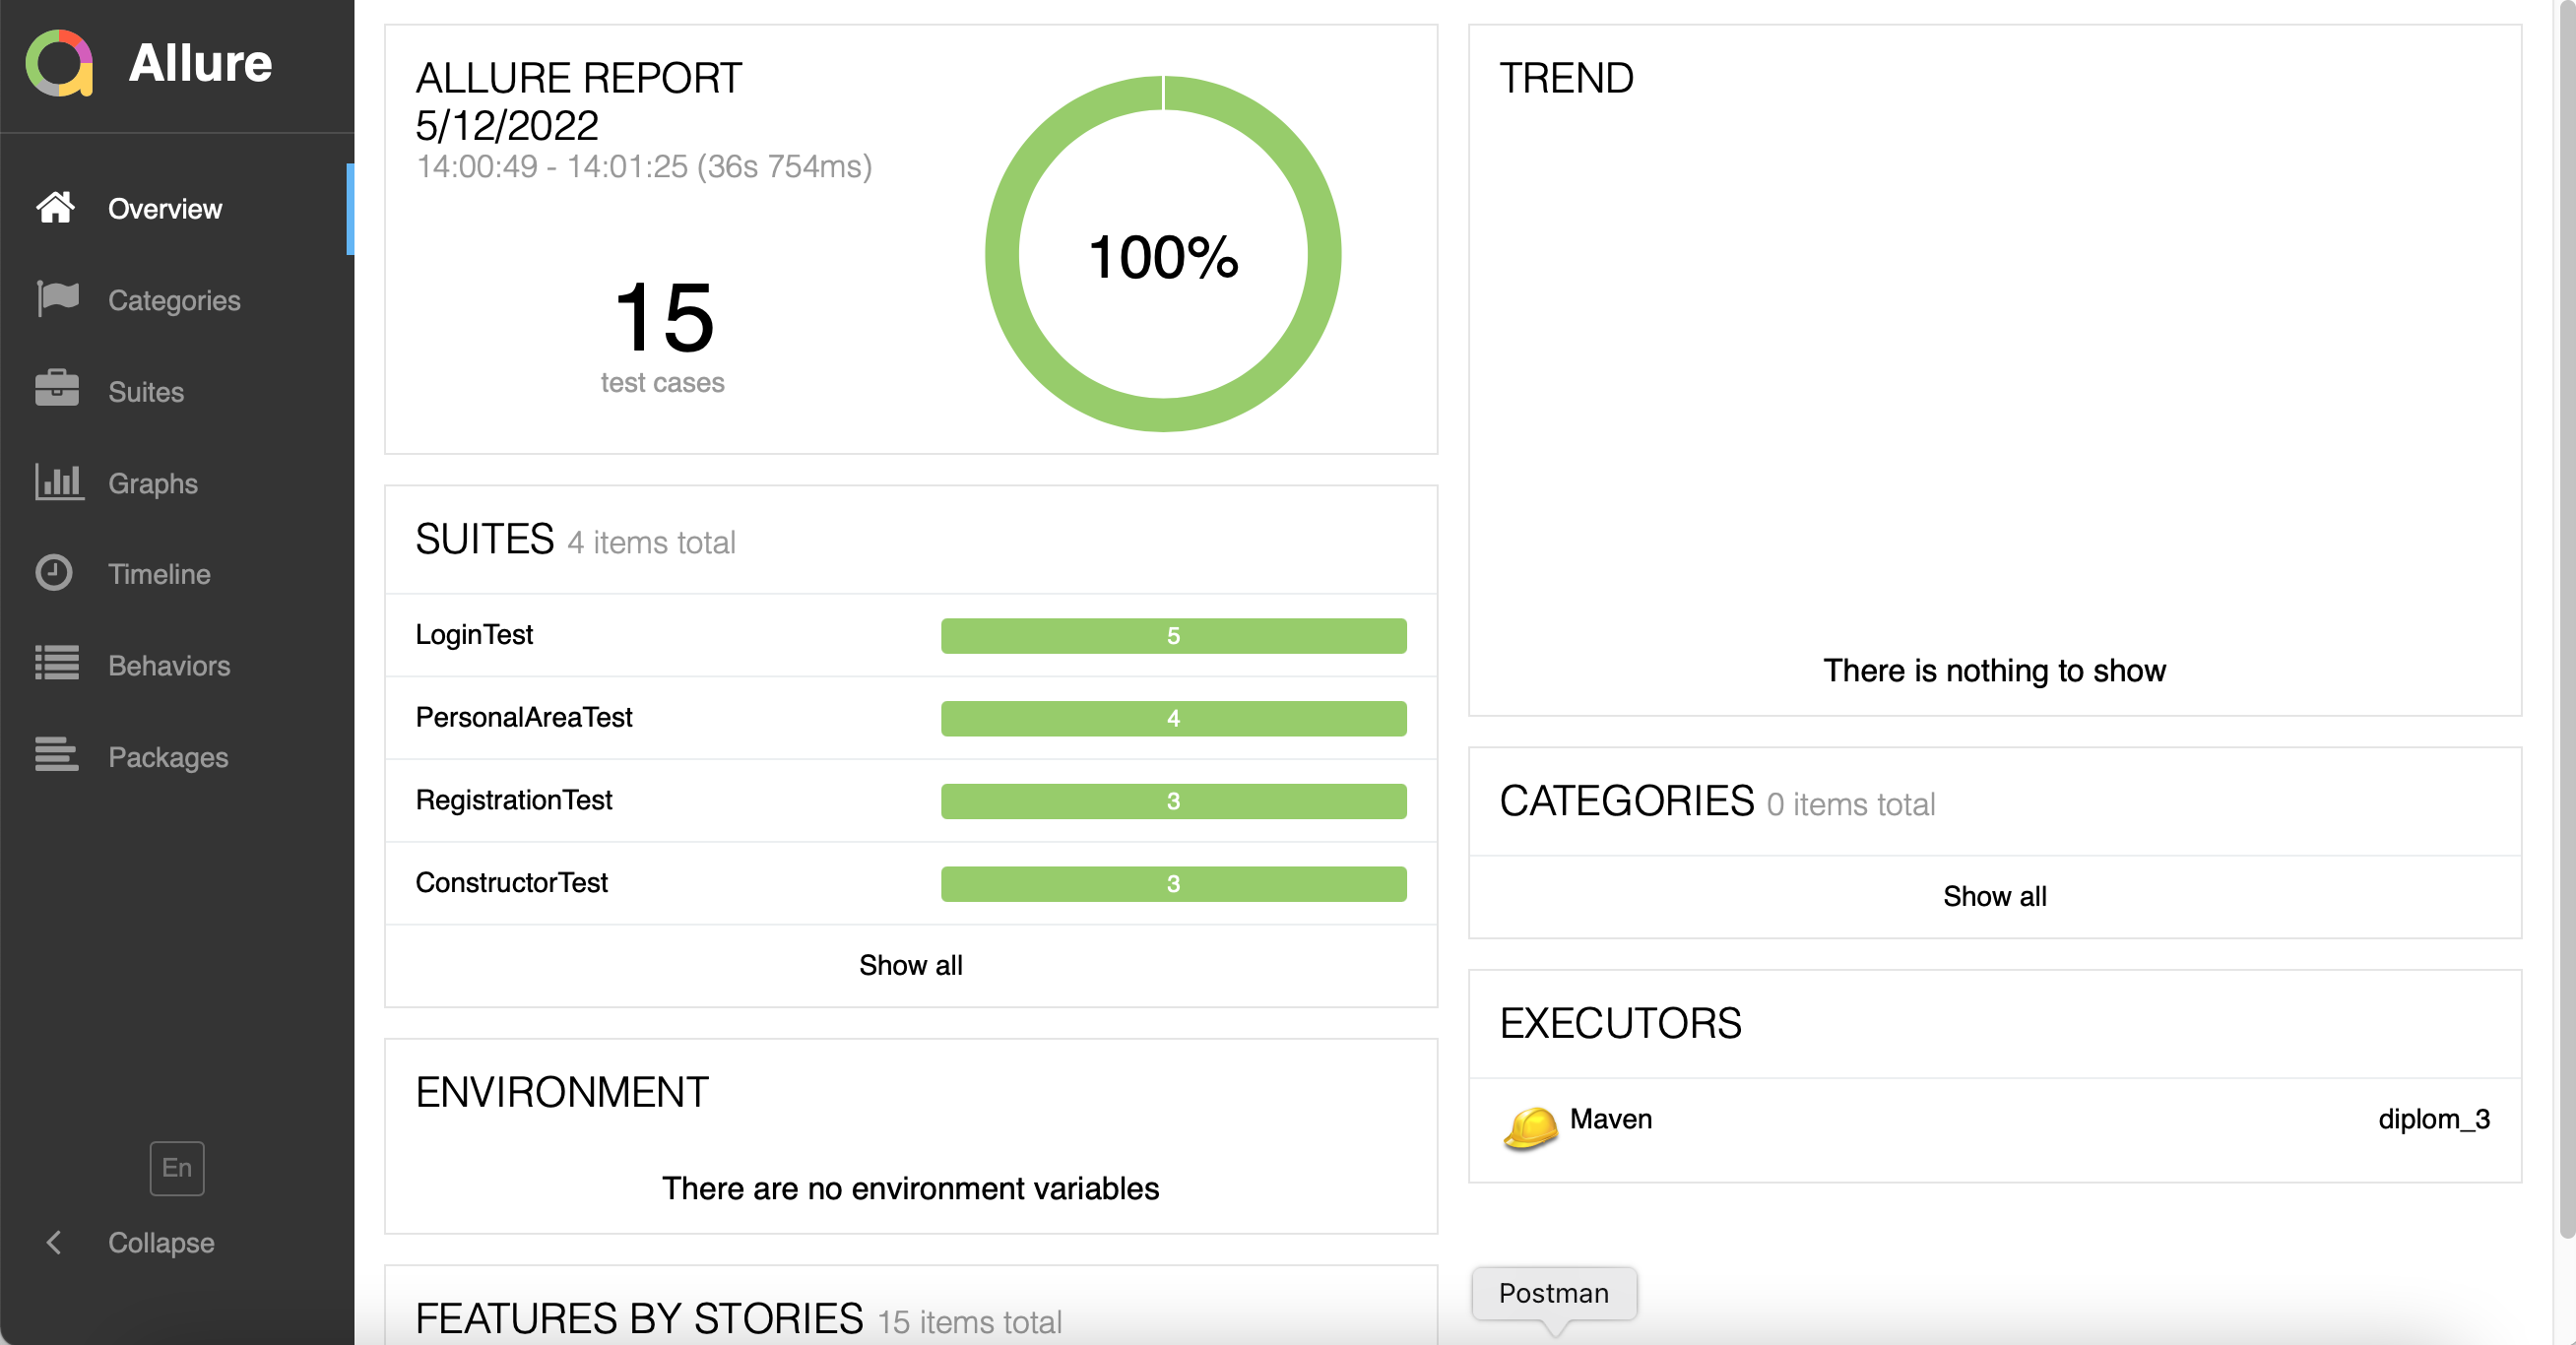 Allure
Overview
Categories
Suites
Graphs
Timeline
Behaviors
Packages
En
Collapse
ALLURE REPORT
5/12/2022
14:00:49 - 14:01:25 (36s 754ms)
15
test cases
100%
SUITES 4 items total
LoginTest 5
PersonalAreaTest 4
RegistrationTest 3
ConstructorTest 3
Show all
ENVIRONMENT
There are no environment variables
FEATURES BY STORIES 15 items total
TREND
There is nothing to show
CATEGORIES 0 items total
Show all
EXECUTORS
Maven diplom_3
Postman